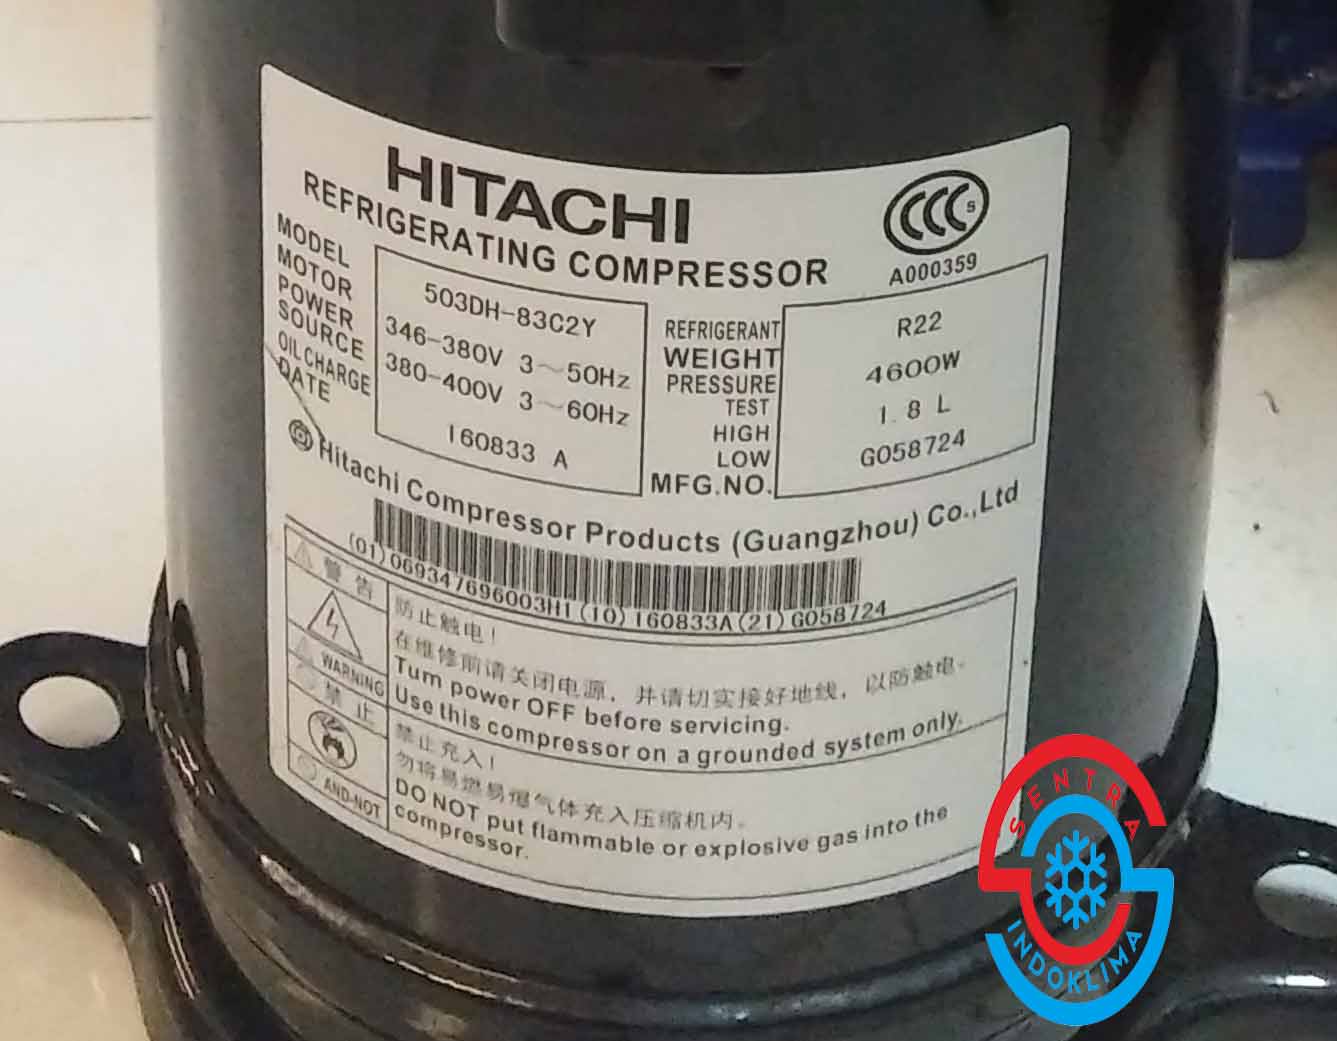 HITACHI
REFRIGERATING COMPRESSOR
CCC S
A000359
MODEL
MOTOR
POWER
SOURCE
OIL CHARGE
DATE
503DH-83C2Y
346-380V 3~50Hz
380-400V 3~60Hz
160833 A
REFRIGERANT
WEIGHT
PRESSURE
TEST
HIGH
LOW
MFG.NO.
R22
4600W
1.8 L
G058724
Hitachi Compressor Products (Guangzhou) Co.,Ltd
(01)069347696003H1(10)160833A(21)G058724
警告
WARNING
防止触电!
在维修前请关闭电源，并请切实接好地线，以防触电。
Turn power OFF before servicing.
Use this compressor on a grounded system only.
禁止
AND-NOT
禁止充入!
勿将易燃易爆气体充入压缩机内。
DO NOT put flammable or explosive gas into the
compressor.
SENTRA
INDOKLIMA